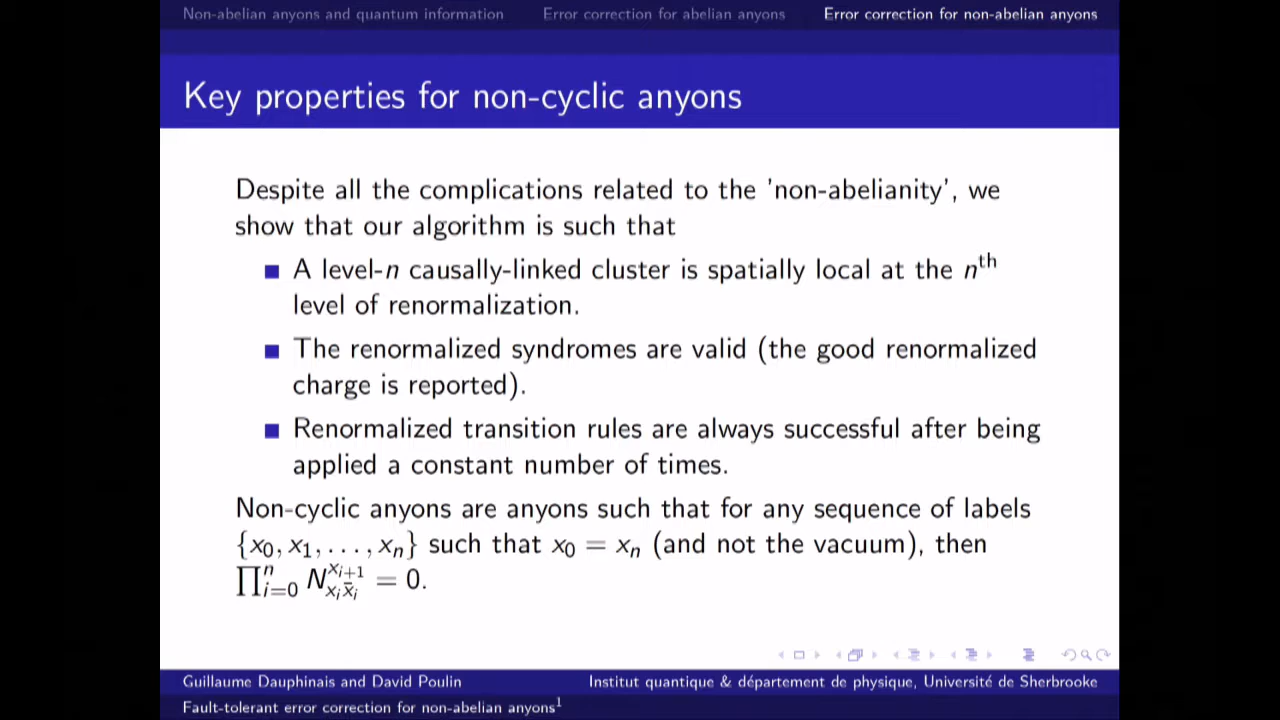 Non-abelian anyons and quantum information Error correction for abelian anyons Error correction for non-abelian anyons
Key properties for non-cyclic anyons
Despite all the complications related to the 'non-abelianity', we
show that our algorithm is such that
A level-n causally-linked cluster is spatially local at the nth
level of renormalization.
The renormalized syndromes are valid (the good renormalized
charge is reported).
Renormalized transition rules are always successful after being
applied a constant number of times.
Non-cyclic anyons are anyons such that for any sequence of labels
{x₀, x₁, . . . , xₙ} such that x₀ = xₙ (and not the vacuum), then
∏ⁿᵢ₌₀ N^{xᵢ₊₁}_{xᵢx̄ᵢ} = 0.
Guillaume Dauphinais and David Poulin Institut quantique & département de physique, Université de Sherbrooke
Fault-tolerant error correction for non-abelian anyons¹